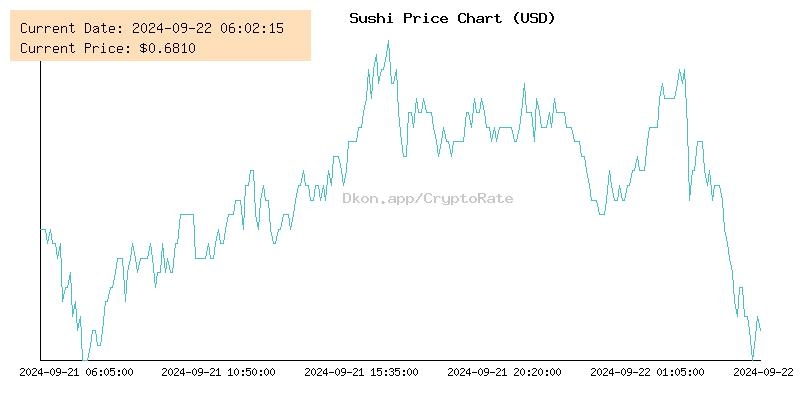 Sushi Price Chart (USD)
Current Date: 2024-09-22 06:02:15
Current Price: $0.6810
Dkon.app/CryptoRate
2024-09-21 06:05:00 2024-09-21 10:50:00 2024-09-21 15:35:00 2024-09-21 20:20:00 2024-09-22 01:05:00 2024-09-22